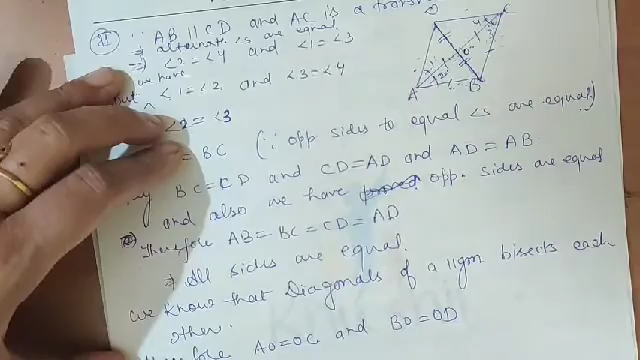 ∵ AB || CD and AC is a trans
⇒ alternate ∠s are equal
⇒ ∠2 = ∠4 and ∠1 = ∠3
we have
∠1 = ∠2 and ∠3 = ∠4
∠2 = ∠3
= BC (∵ opp sides to equal ∠s are equal)
BC = CD and CD = AD and AD = AB
and also we have opp. sides are equal
Therefore AB = BC = CD = AD
⇒ All sides are equal.
We know that Diagonals of a ||gm bisects each
other.
AO = OC and BO = OD
A B